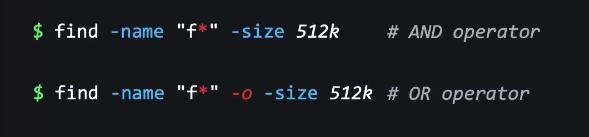 $ find -name "f*" -size 512k # AND operator
$ find -name "f*" -o -size 512k # OR operator